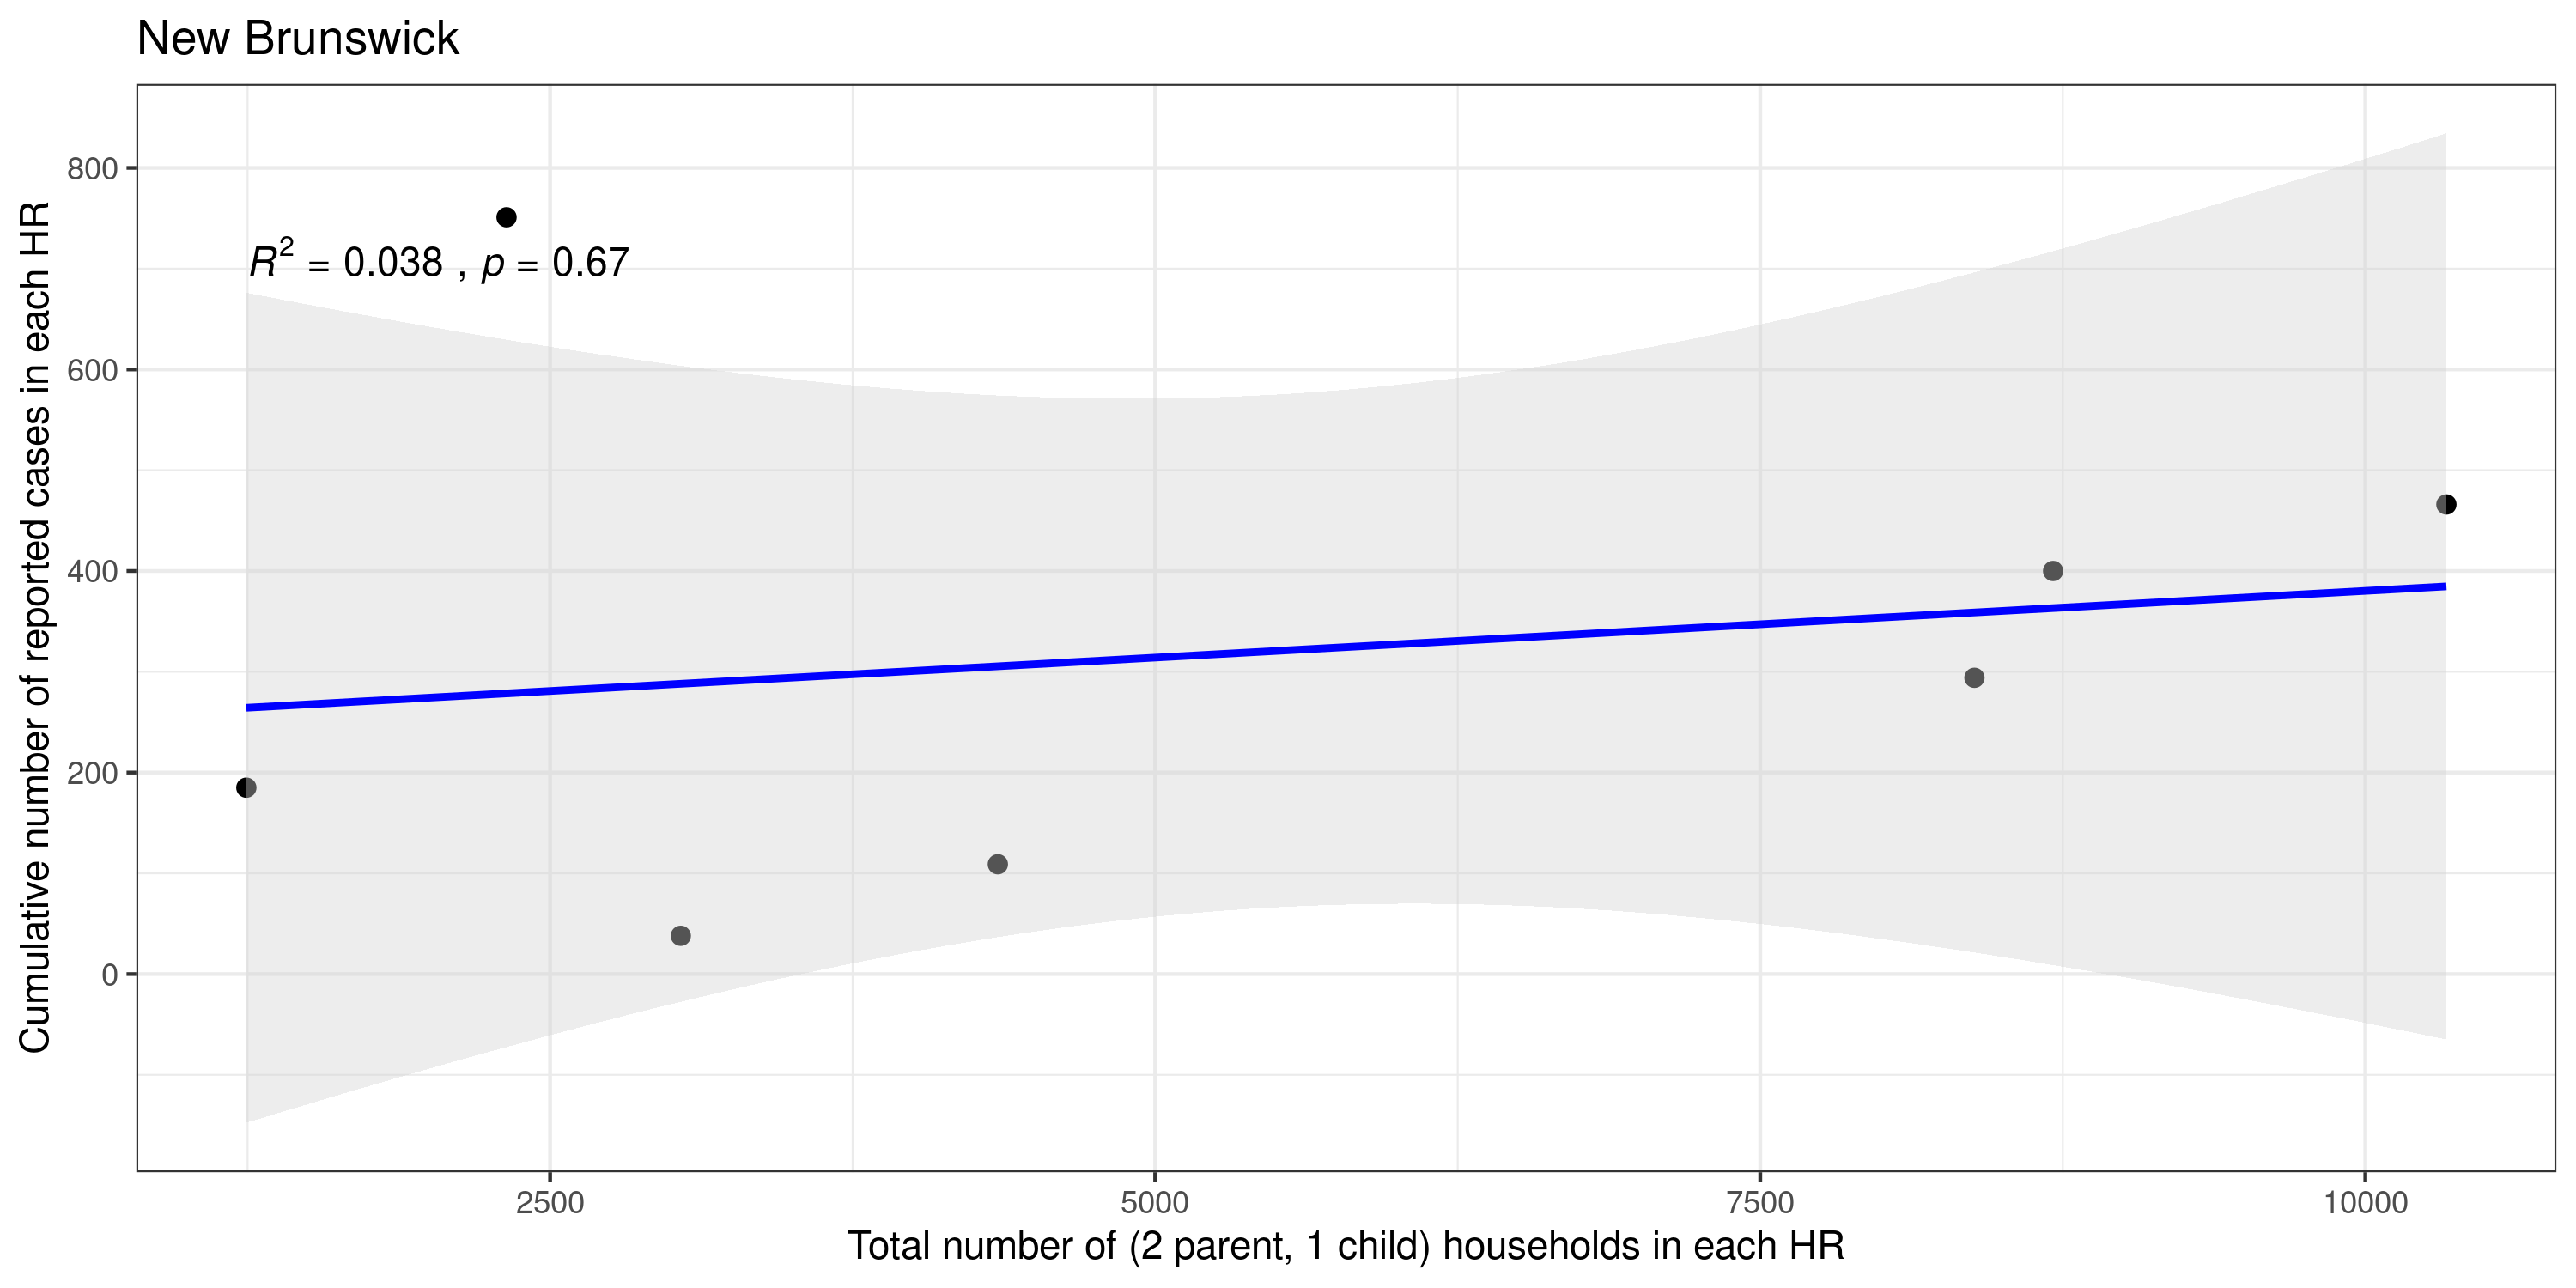 New Brunswick
Cumulative number of reported cases in each HR
800
600
400
200
0
R² = 0.038 , p = 0.67
2500 5000 7500 10000
Total number of (2 parent, 1 child) households in each HR